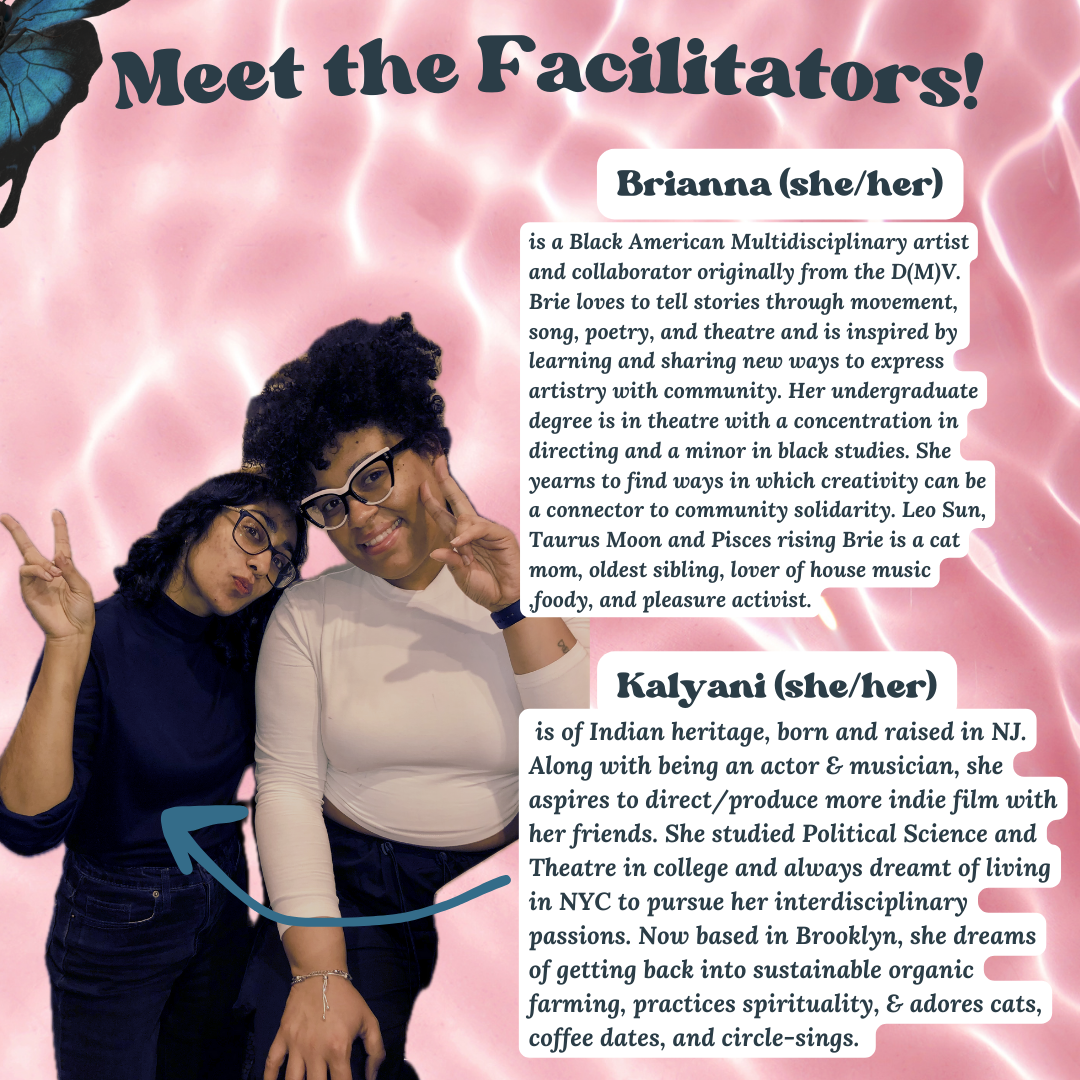 Meet the Facilitators!
Brianna (she/her)
is a Black American Multidisciplinary artist
and collaborator originally from the D(M)V.
Brie loves to tell stories through movement,
song, poetry, and theatre and is inspired by
learning and sharing new ways to express
artistry with community. Her undergraduate
degree is in theatre with a concentration in
directing and a minor in black studies. She
yearns to find ways in which creativity can be
a connector to community solidarity. Leo Sun,
Taurus Moon and Pisces rising Brie is a cat
mom, oldest sibling, lover of house music
,foody, and pleasure activist.
Kalyani (she/her)
is of Indian heritage, born and raised in NJ.
Along with being an actor & musician, she
aspires to direct/produce more indie film with
her friends. She studied Political Science and
Theatre in college and always dreamt of living
in NYC to pursue her interdisciplinary
passions. Now based in Brooklyn, she dreams
of getting back into sustainable organic
farming, practices spirituality, & adores cats,
coffee dates, and circle-sings.